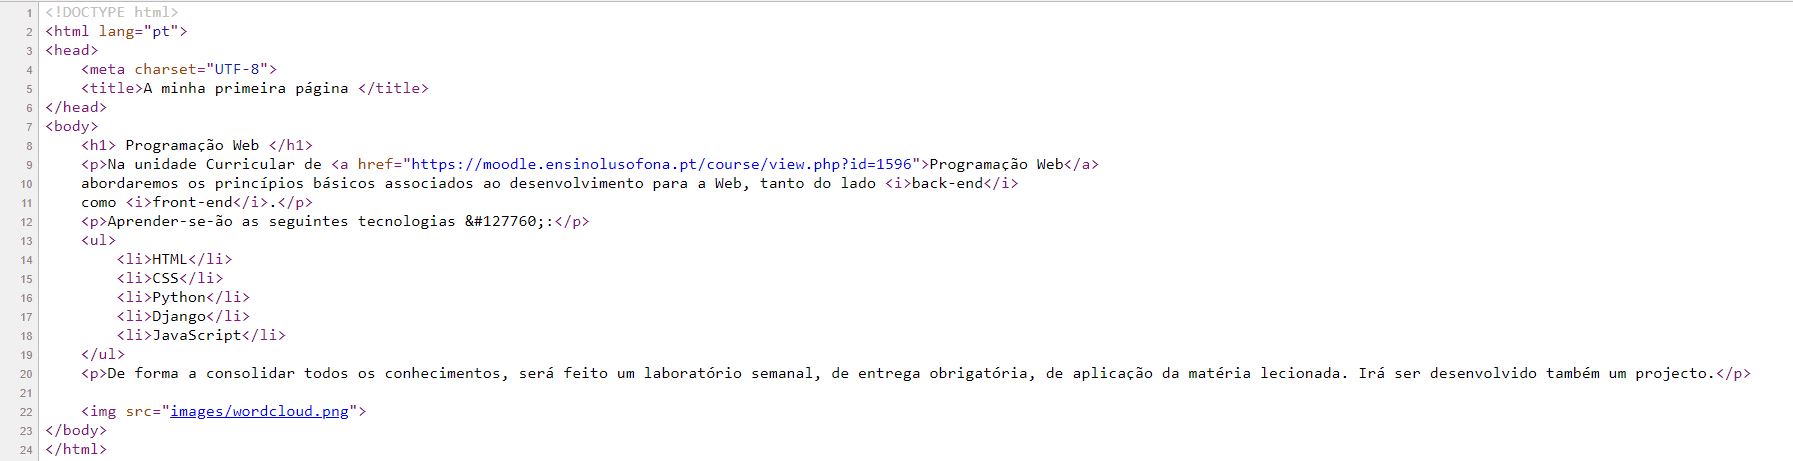 1 <!DOCTYPE html>
2 <html lang="pt">
3 <head>
4     <meta charset="UTF-8">
5     <title>A minha primeira página </title>
6 </head>
7 <body>
8     <h1> Programação Web </h1>
9     <p>Na unidade Curricular de <a href="https://moodle.ensinolusofona.pt/course/view.php?id=1596">Programação Web</a>
10     abordaremos os princípios básicos associados ao desenvolvimento para a Web, tanto do lado <i>back-end</i>
11     como <i>front-end</i>.</p>
12     <p>Aprender-se-ão as seguintes tecnologias &#127760;:</p>
13     <ul>
14         <li>HTML</li>
15         <li>CSS</li>
16         <li>Python</li>
17         <li>Django</li>
18         <li>JavaScript</li>
19     </ul>
20     <p>De forma a consolidar todos os conhecimentos, será feito um laboratório semanal, de entrega obrigatória, de aplicação da matéria lecionada. Irá ser desenvolvido também um projecto.</p>
21
22     <img src="images/wordcloud.png">
23 </body>
24 </html>